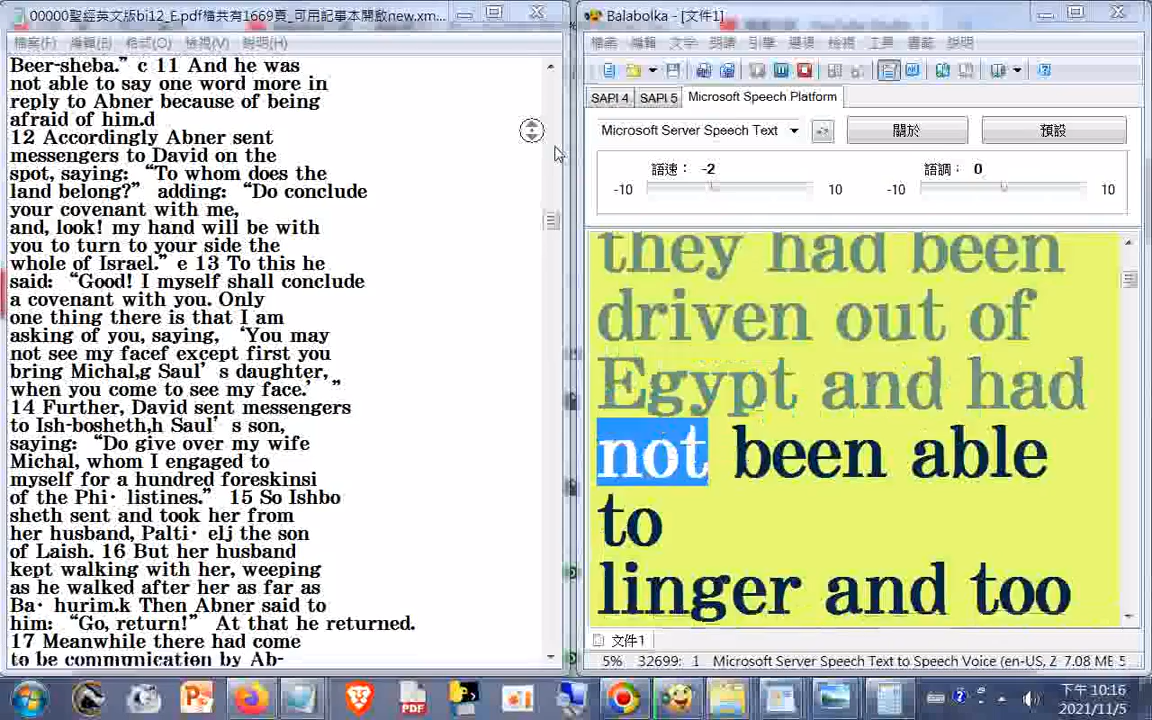 00000聖經英文版bi12_E.pdf檔共有1669頁_可用記事本開啟new.xm...
檔案(F) 編輯(E) 格式(O) 檢視(V) 說明(H)
Beer-sheba.” c 11 And he was
not able to say one word more in
reply to Abner because of being
afraid of him.d
12 Accordingly Abner sent
messengers to David on the
spot, saying: “To whom does the
land belong?” adding: “Do conclude
your covenant with me,
and, look! my hand will be with
you to turn to your side the
whole of Israel.” e 13 To this he
said: “Good! I myself shall conclude
a covenant with you. Only
one thing there is that I am
asking of you, saying, ‘You may
not see my facef except first you
bring Michal,g Saul’s daughter,
when you come to see my face.’ ”
14 Further, David sent messengers
to Ish-bosheth,h Saul’s son,
saying: “Do give over my wife
Michal, whom I engaged to
myself for a hundred foreskinsi
of the Phi· listines.” 15 So Ishbo
sheth sent and took her from
her husband, Palti· elj the son
of Laish. 16 But her husband
kept walking with her, weeping
as he walked after her as far as
Ba· hurim.k Then Abner said to
him: “Go, return!” At that he returned.
17 Meanwhile there had come
to be communication by Ab-
Balabolka - [文件1]
檔案 編輯 文字 朗讀 引擎 選項 檢視 工具 書籤 說明
SAPI 4 SAPI 5 Microsoft Speech Platform
Microsoft Server Speech Text 關於 預設
語速： -2 語調： 0
-10 10 -10 10
they had been
driven out of
Egypt and had
not been able
to
linger and too
文件1
5% 32699: 1 Microsoft Server Speech Text to Speech Voice (en-US, Z 7.08 MB 5
PDF
下午 10:16
2021/11/5